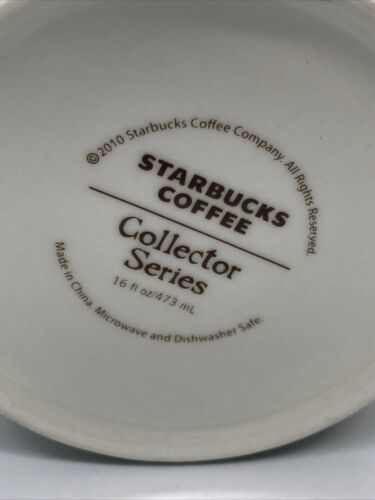 ©2010 Starbucks Coffee Company. All Rights Reserved.
STARBUCKS
COFFEE
Collector
Series
16 fl oz/473 mL
Made in China. Microwave and Dishwasher Safe.